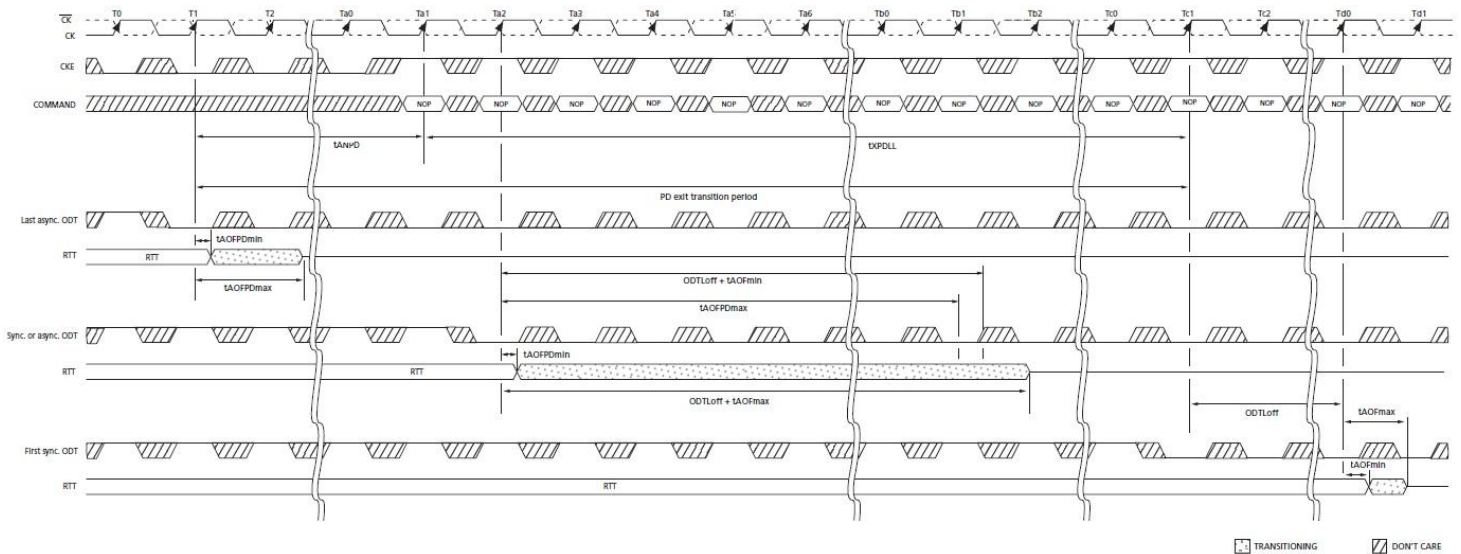 T0 T1 T2 Ta0 Ta1 Ta2 Ta3 Ta4 Ta5 Ta6 Tb0 Tb1 Tb2 Tc0 Tc1 Tc2 Td0 Td1
CK
CK
CKE
COMMAND NOP NOP NOP NOP NOP NOP NOP NOP NOP NOP NOP NOP NOP NOP
tANPD tXPDLL
PD exit transition period
Last async. ODT
tAOFPDmin
RTT RTT
ODTLoff + tAOFmin
tAOFPDmax
tAOFPDmax
Sync. or async. ODT
tAOFPDmin
RTT RTT
ODTLoff + tAOFmax
ODTLoff tAOFmax
First sync. ODT
tAOFmin
RTT RTT
TRANSITIONING DON'T CARE